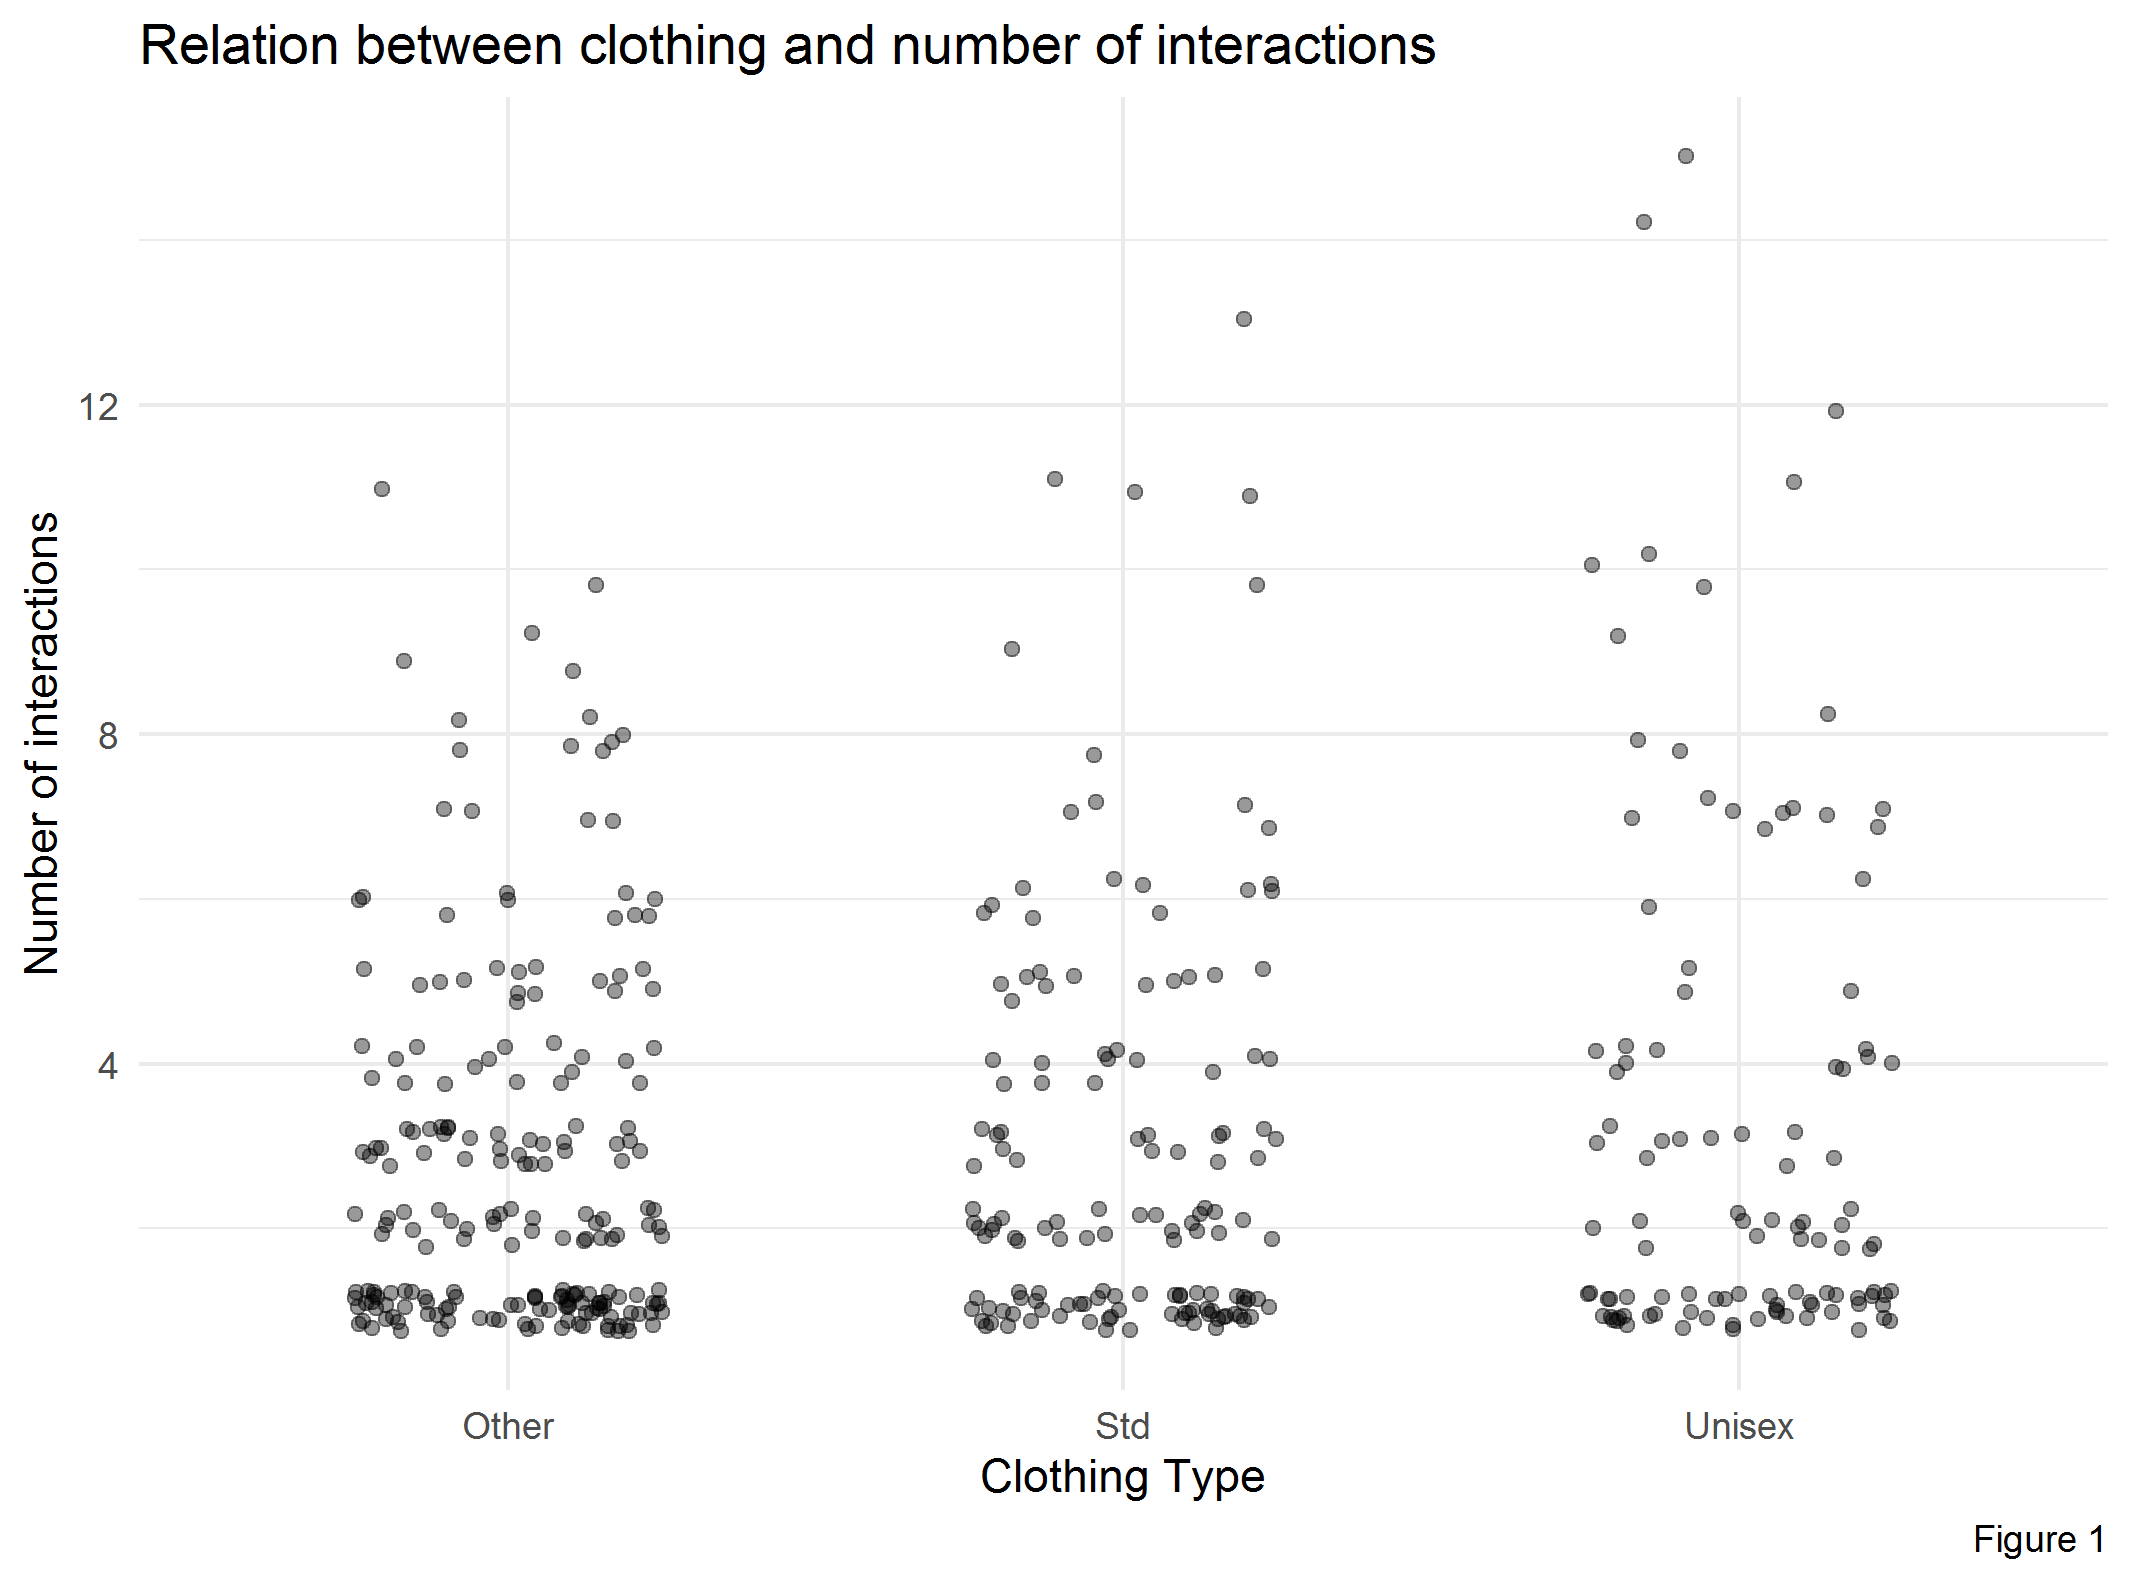 Relation between clothing and number of interactions
Number of interactions
12
8
4
Other
Std
Unisex
Clothing Type
Figure 1